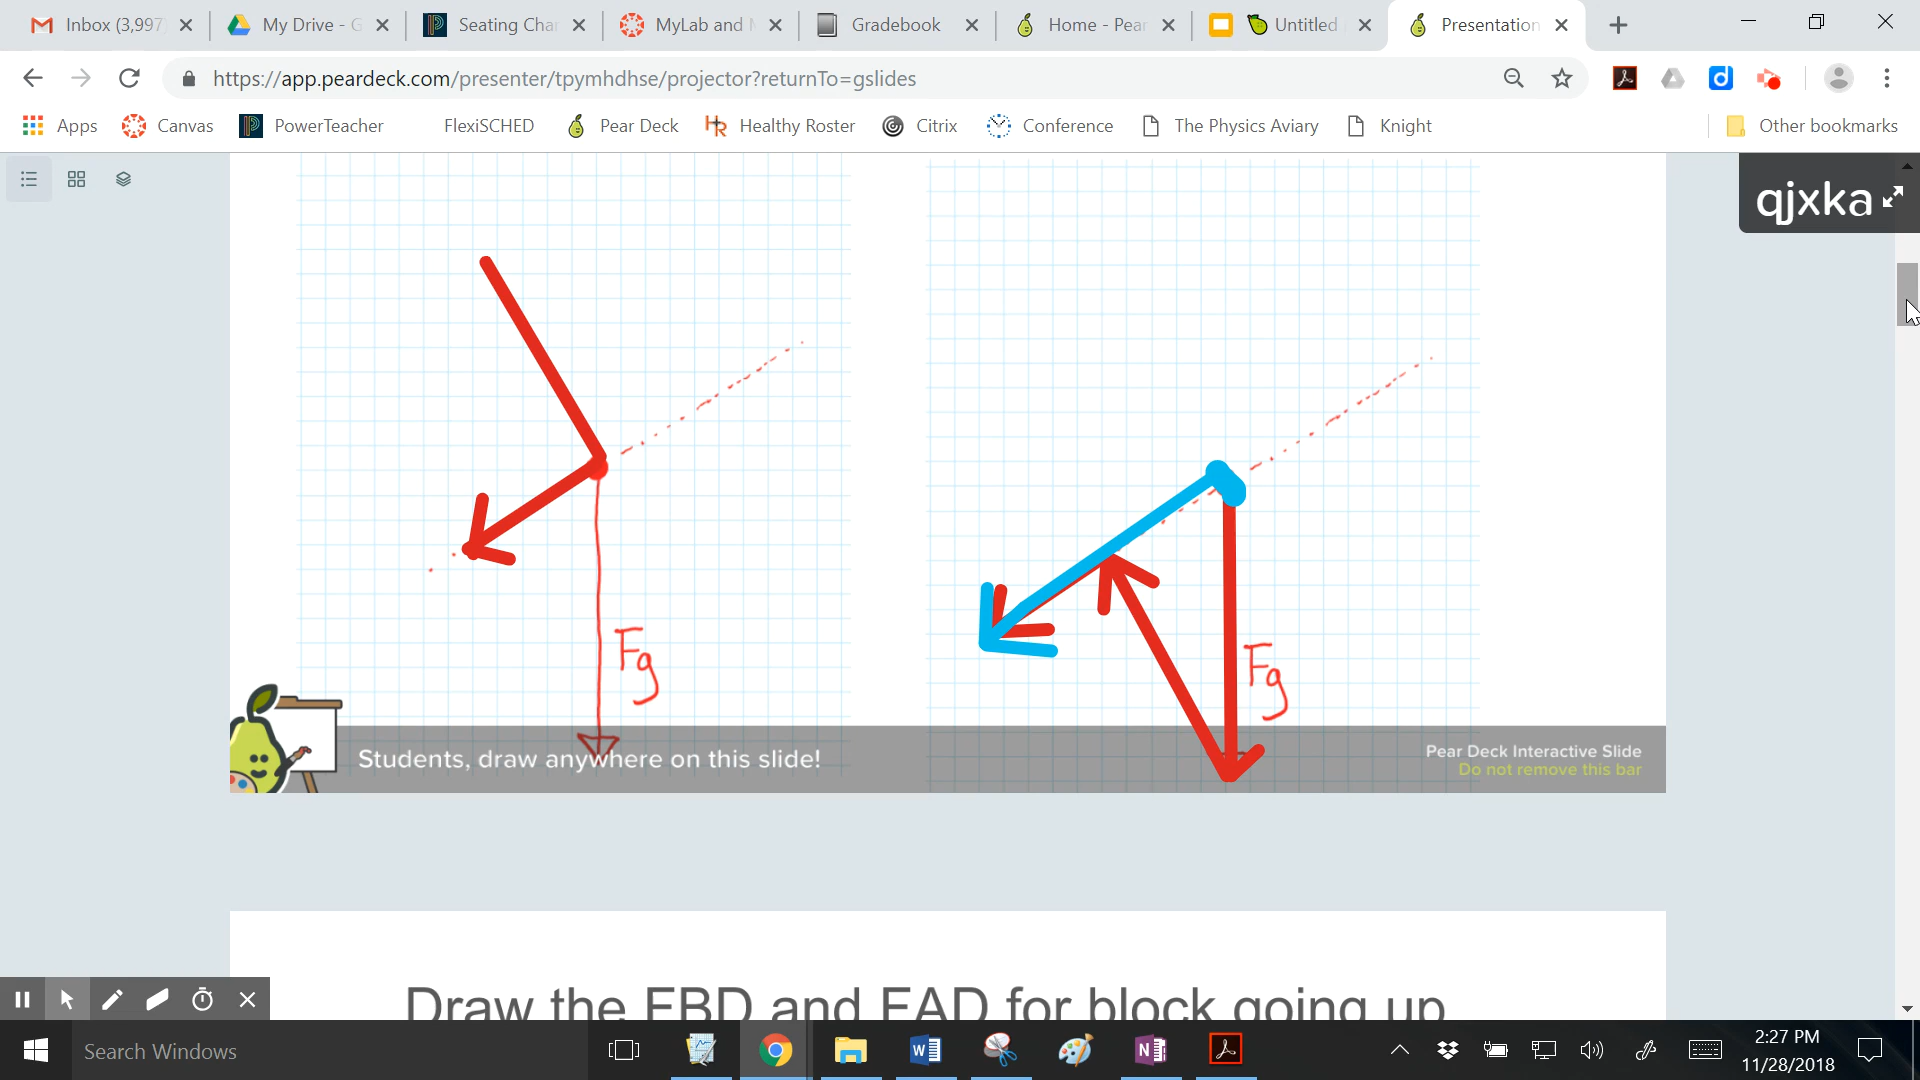 Inbox (3,997
My Drive - G
Seating Char
MyLab and M
Gradebook
Home - Pear
Untitled
Presentation
https://app.peardeck.com/presenter/tpymhdhse/projector?returnTo=gslides
Apps
Canvas
PowerTeacher
FlexiSCHED
Pear Deck
Healthy Roster
Citrix
Conference
The Physics Aviary
Knight
Other bookmarks
qjxka
Fg
Fg
Students, draw anywhere on this slide!
Pear Deck Interactive Slide
Do not remove this bar
Draw the FBD and FAD for block going up
Search Windows
2:27 PM
11/28/2018